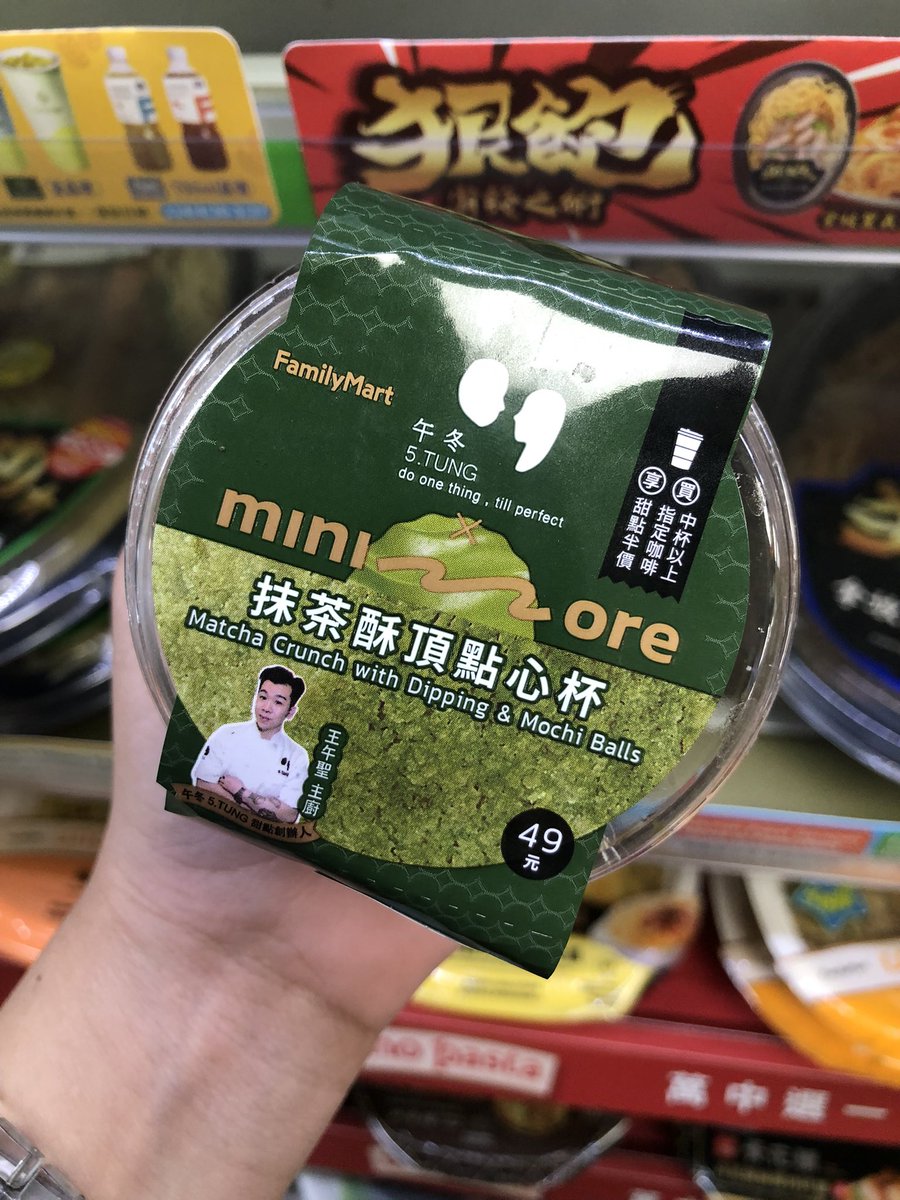 狠飽
FamilyMart
午冬
5.TUNG
do one thing , till perfect
買 中杯以上
指定咖啡
享 甜點半價
mini
×
more
抹茶酥頂點心杯
Matcha Crunch with Dipping & Mochi Balls
王午聖 主廚
午冬 5.TUNG 甜點創辦人
49
元
萬中選一